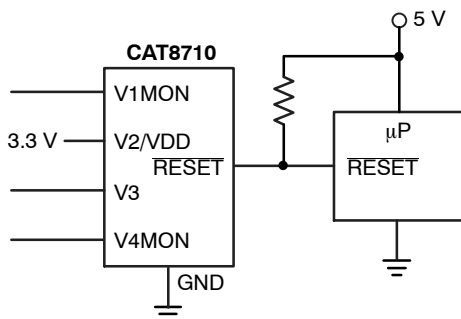 5 V
CAT8710
V1MON
3.3 V
V2/VDD
RESET
V3
V4MON
GND
μP
RESET